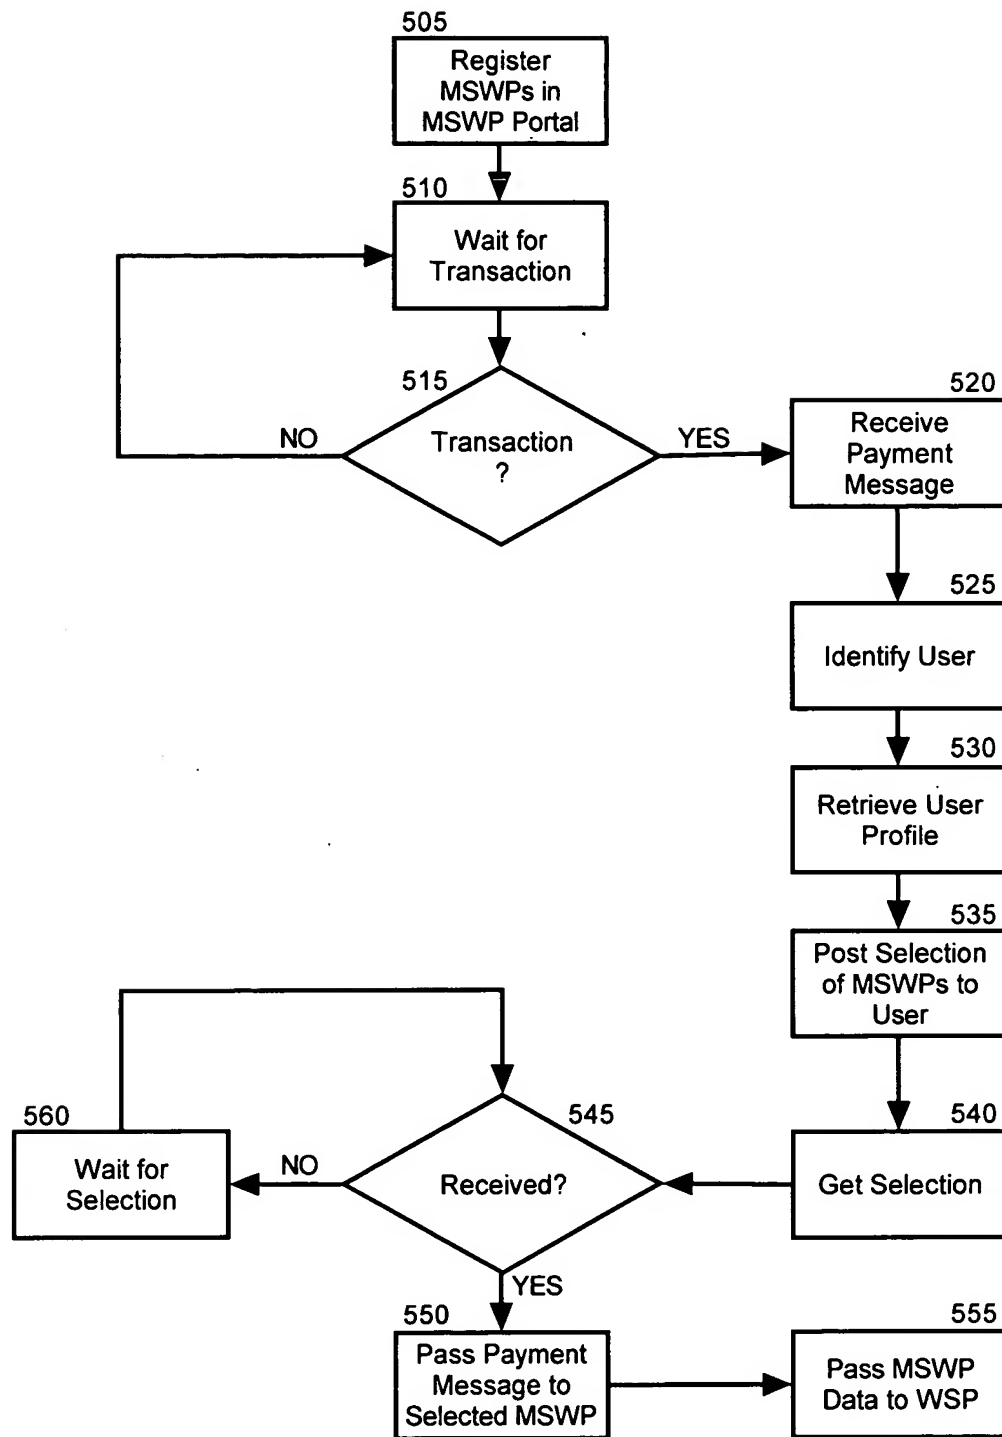 505
Register
MSWPs in
MSWP Portal
510
Wait for
Transaction
515
Transaction
?
NO
YES
520
Receive
Payment
Message
525
Identify User
530
Retrieve User
Profile
535
Post Selection
of MSWPs to
User
540
Get Selection
545
Received?
NO
560
Wait for
Selection
YES
550
Pass Payment
Message to
Selected MSWP
555
Pass MSWP
Data to WSP